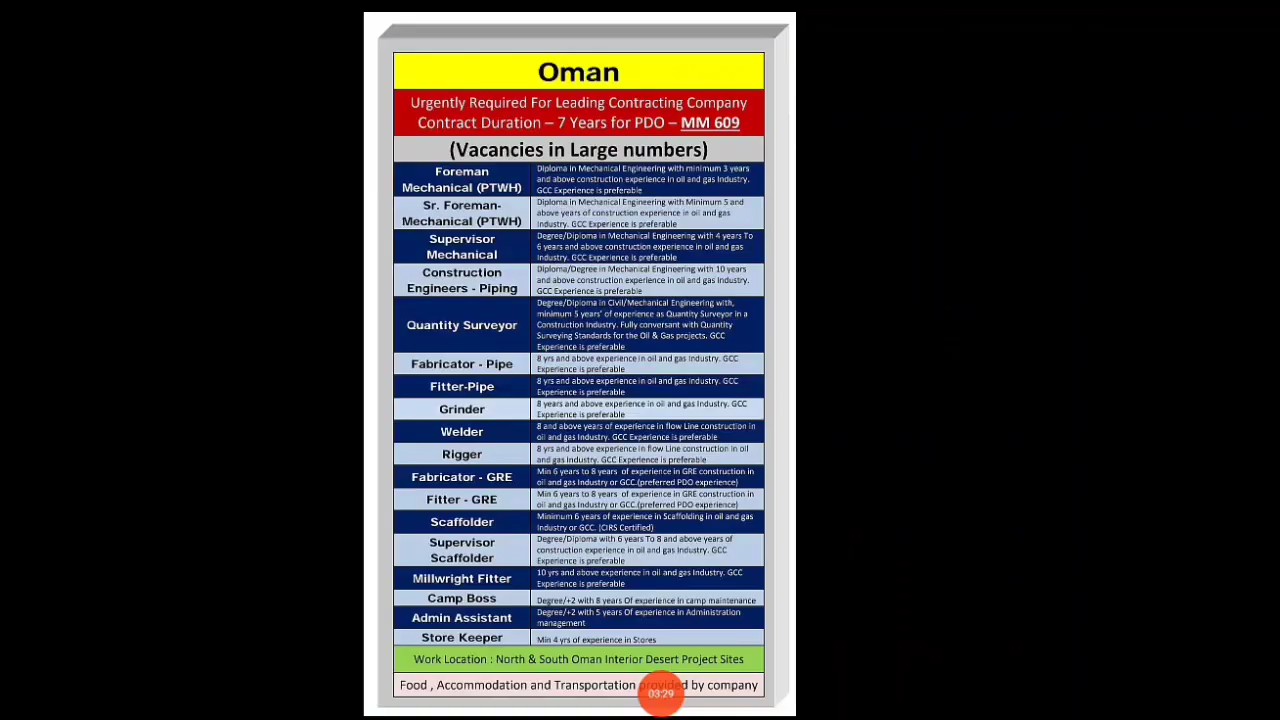 Oman
Urgently Required For Leading Contracting Company
Contract Duration – 7 Years for PDO – MM 609
(Vacancies in Large numbers)
Foreman
Mechanical (PTWH)
Diploma in Mechanical Engineering with minimum 3 years
and above construction experience in oil and gas Industry.
GCC Experience is preferable
Sr. Foreman-
Mechanical (PTWH)
Diploma in Mechanical Engineering with Minimum 5 and
above years of construction experience in oil and gas
Industry. GCC Experience is preferable
Supervisor
Mechanical
Degree/Diploma in Mechanical Engineering with 4 years To
6 years and above construction experience in oil and gas
Industry. GCC Experience is preferable
Construction
Engineers - Piping
Diploma/Degree in Mechanical Engineering with 10 years
and above construction experience in oil and gas Industry.
GCC Experience is preferable
Quantity Surveyor
Degree/Diploma in Civil/Mechanical Engineering with,
minimum 5 years' of experience as Quantity Surveyor in a
Construction Industry. Fully conversant with Quantity
Surveying Standards for the Oil & Gas projects. GCC
Experience is preferable
Fabricator - Pipe
8 yrs and above experience in oil and gas Industry. GCC
Experience is preferable
Fitter-Pipe
8 yrs and above experience in oil and gas Industry. GCC
Experience is preferable
Grinder
8 years and above experience in oil and gas Industry. GCC
Experience is preferable
Welder
8 and above years of experience in flow Line construction in
oil and gas Industry. GCC Experience is preferable
Rigger
8 yrs and above experience in flow Line construction in oil
and gas Industry. GCC Experience is preferable
Fabricator - GRE
Min 6 years to 8 years of experience in GRE construction in
oil and gas Industry or GCC.(preferred PDO experience)
Fitter - GRE
Min 6 years to 8 years of experience in GRE construction in
oil and gas Industry or GCC.(preferred PDO experience)
Scaffolder
Minimum 6 years of experience in Scaffolding in oil and gas
Industry or GCC. (CIRS Certified)
Supervisor
Scaffolder
Degree/Diploma with 6 years To 8 and above years of
construction experience in oil and gas Industry. GCC
Experience is preferable
Millwright Fitter
10 yrs and above experience in oil and gas Industry. GCC
Experience is preferable
Camp Boss
Degree/+2 with 8 years Of experience in camp maintenance
Admin Assistant
Degree/+2 with 5 years Of experience in Administration
management
Store Keeper
Min 4 yrs of experience in Stores
Work Location : North & South Oman Interior Desert Project Sites
Food , Accommodation and Transportation provided by company
03:29